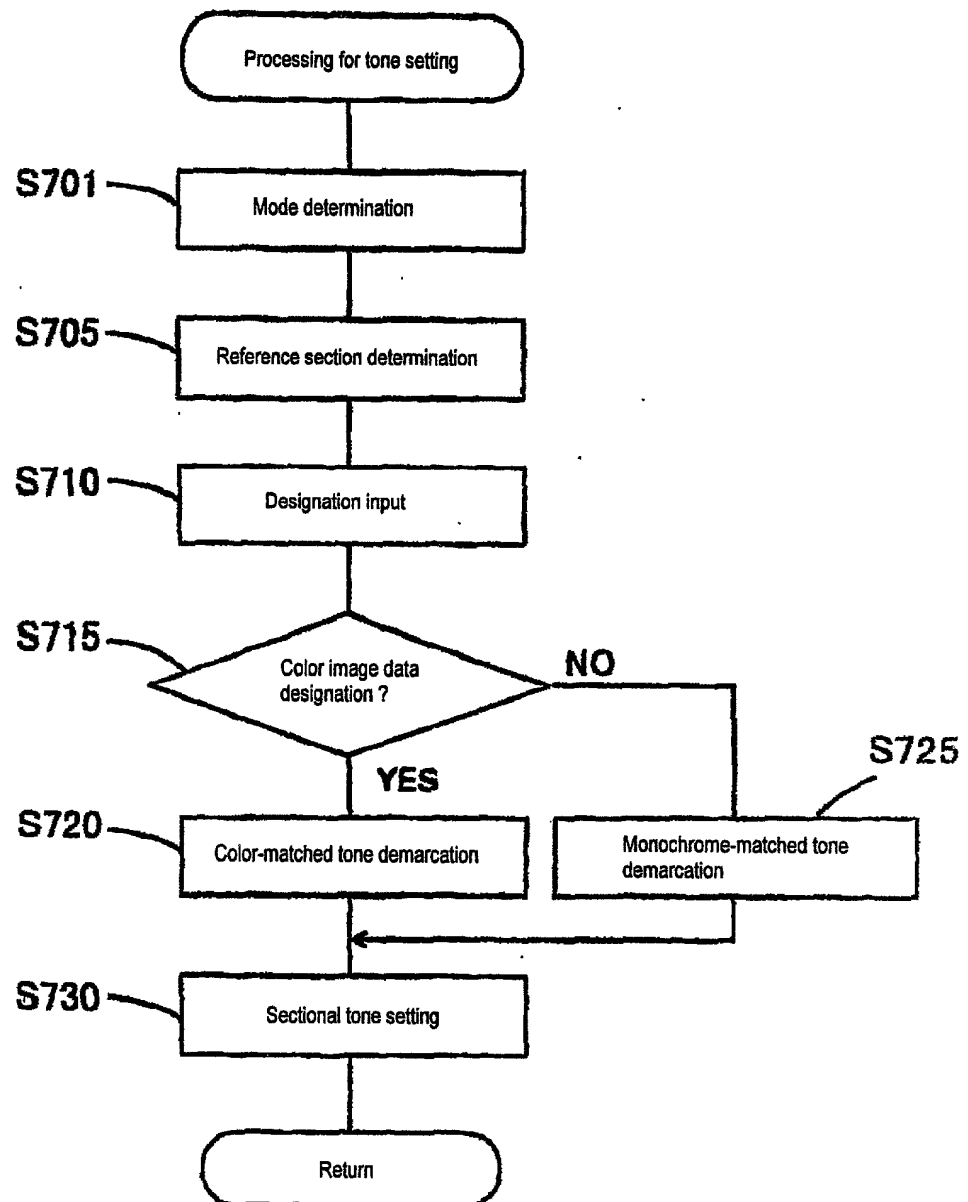 Processing for tone setting
S701
Mode determination
S705
Reference section determination
S710
Designation input
S715
Color image data
designation ?
NO
YES
S725
S720
Color-matched tone demarcation
Monochrome-matched tone
demarcation
S730
Sectional tone setting
Return